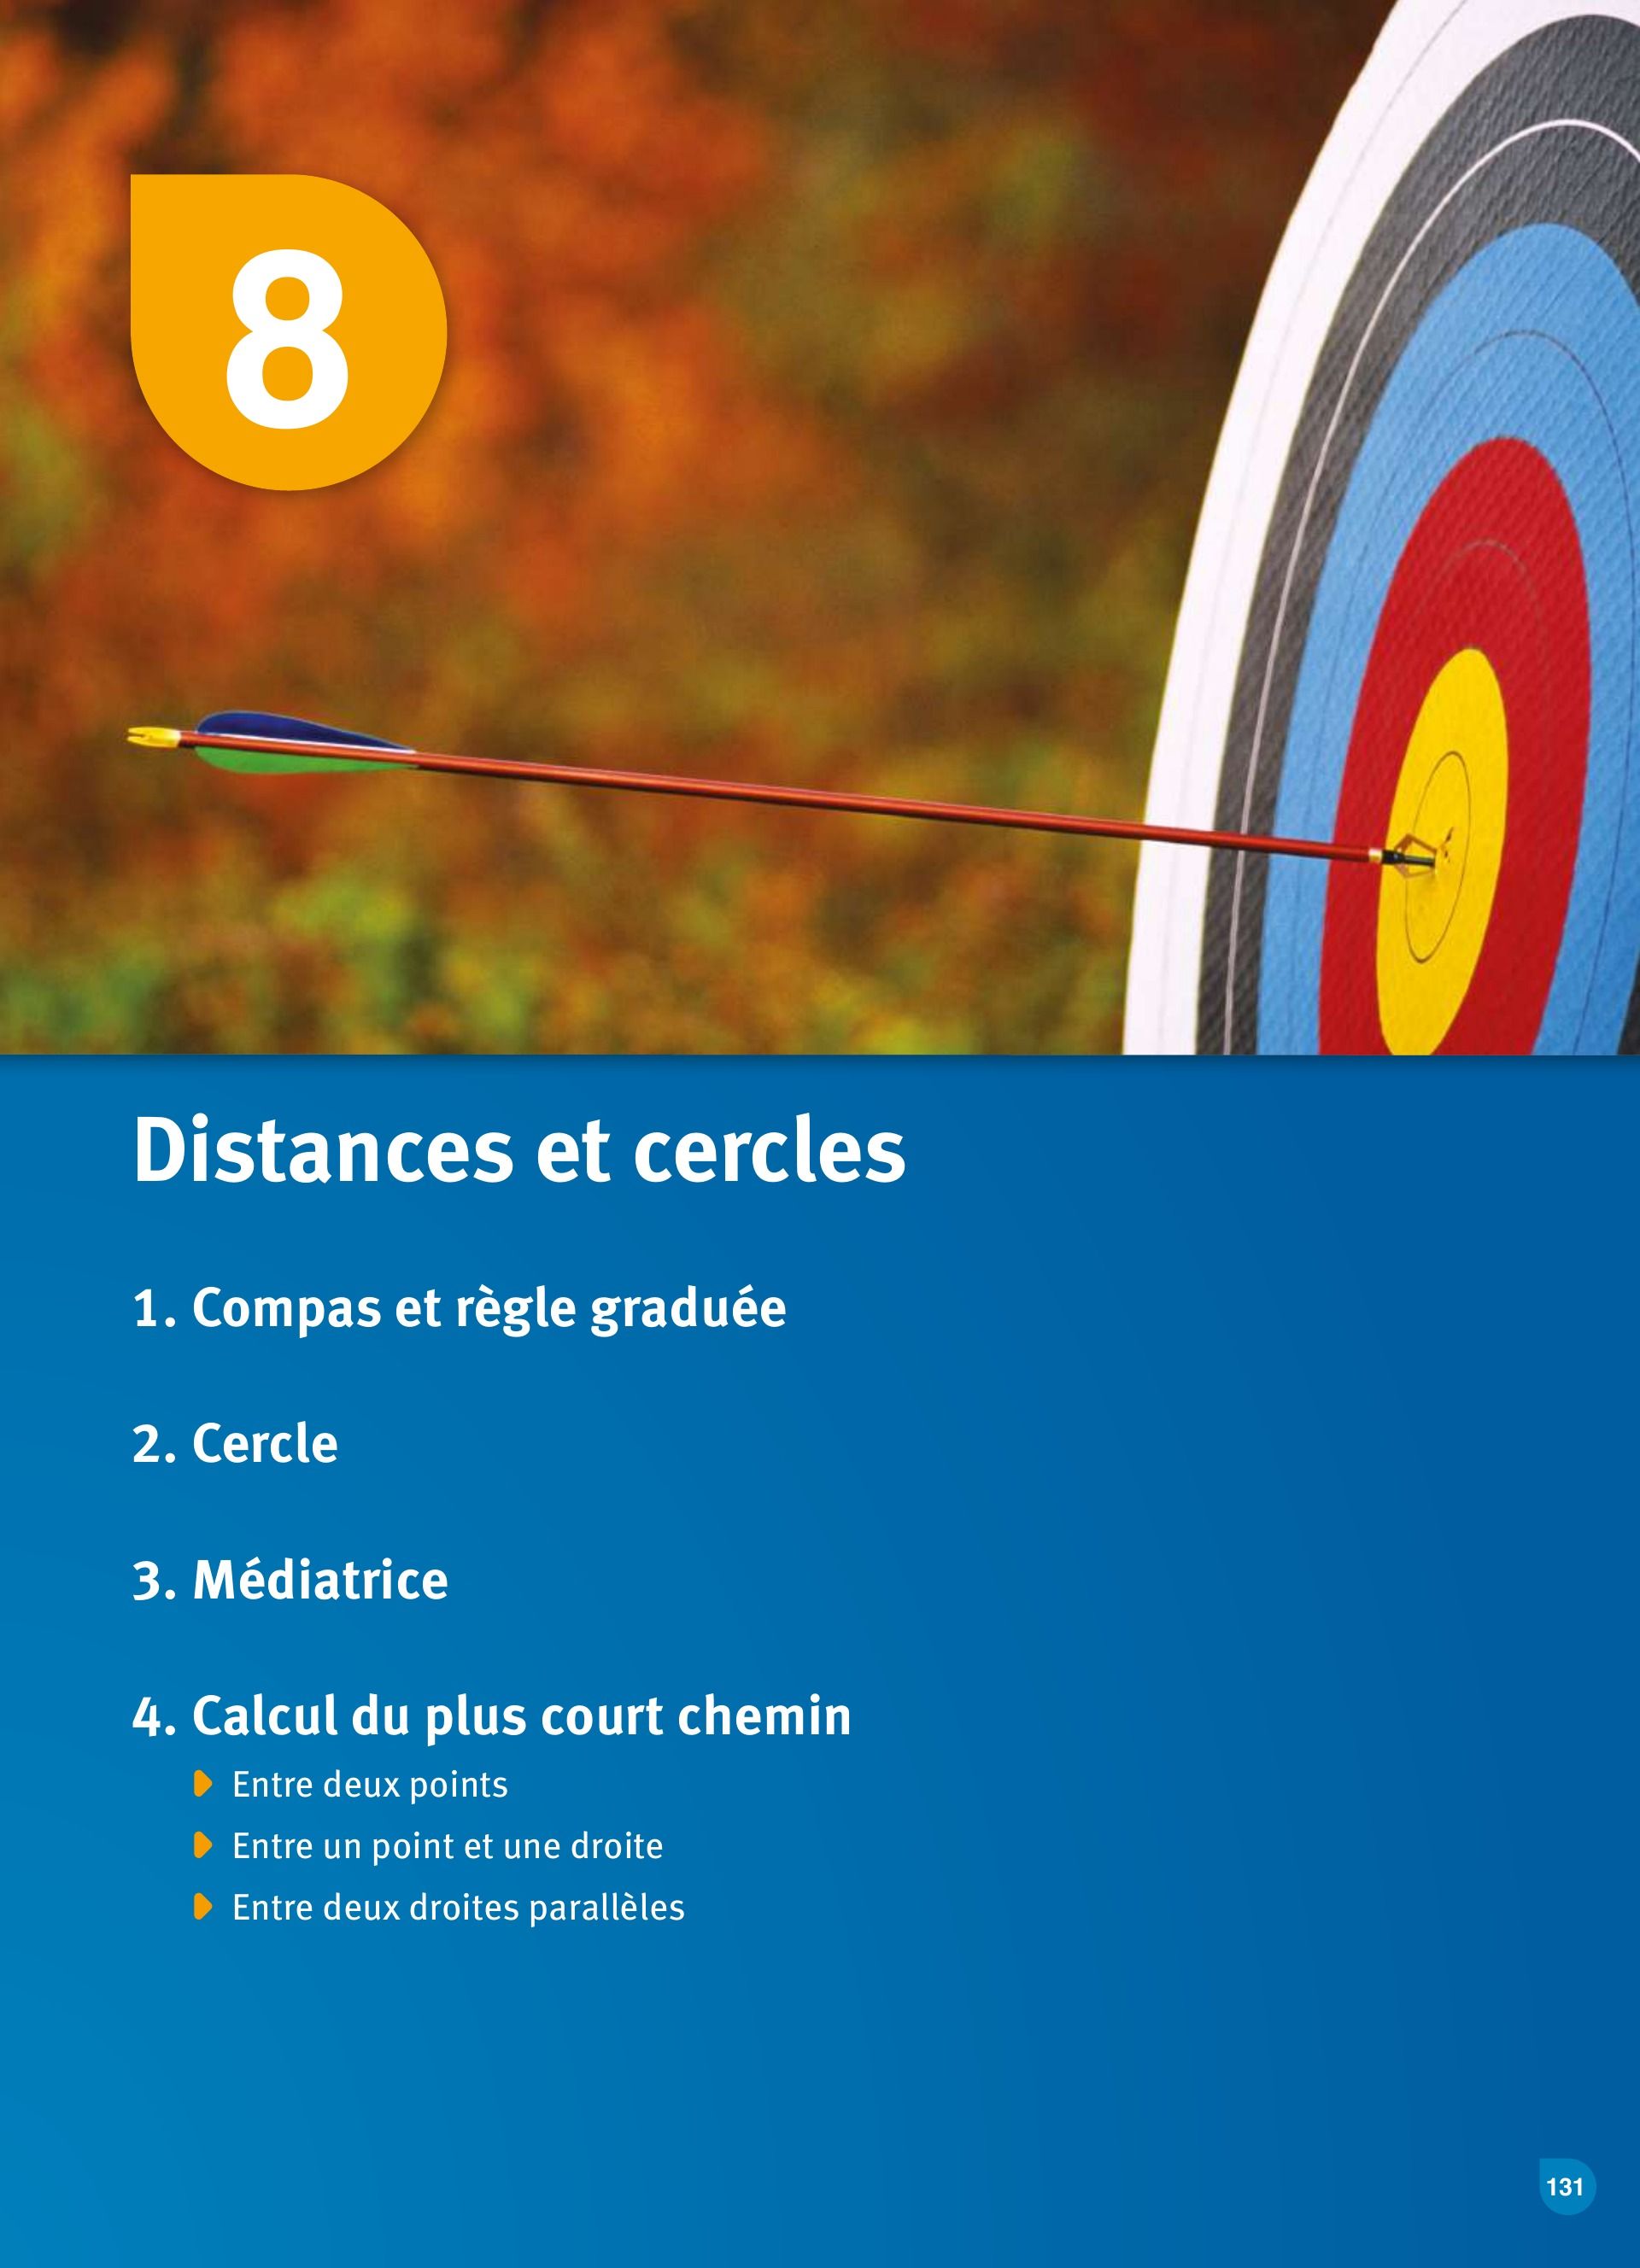 8
Distances et cercles
1. Compas et règle graduée
2. Cercle
3. Médiatrice
4. Calcul du plus court chemin
Entre deux points
Entre un point et une droite
Entre deux droites parallèles
131